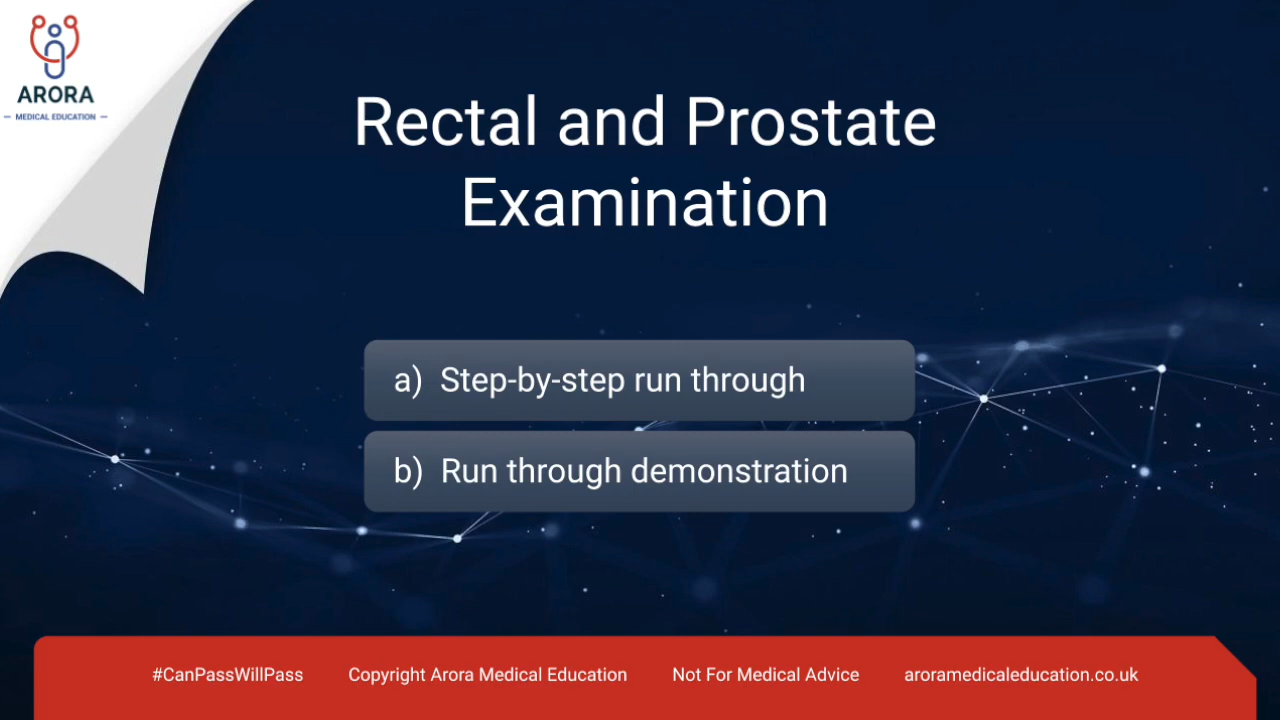 ARORA
MEDICAL EDUCATION
Rectal and Prostate
Examination
a) Step-by-step run through
b) Run through demonstration
#CanPassWillPass Copyright Arora Medical Education Not For Medical Advice aroramedicaleducation.co.uk